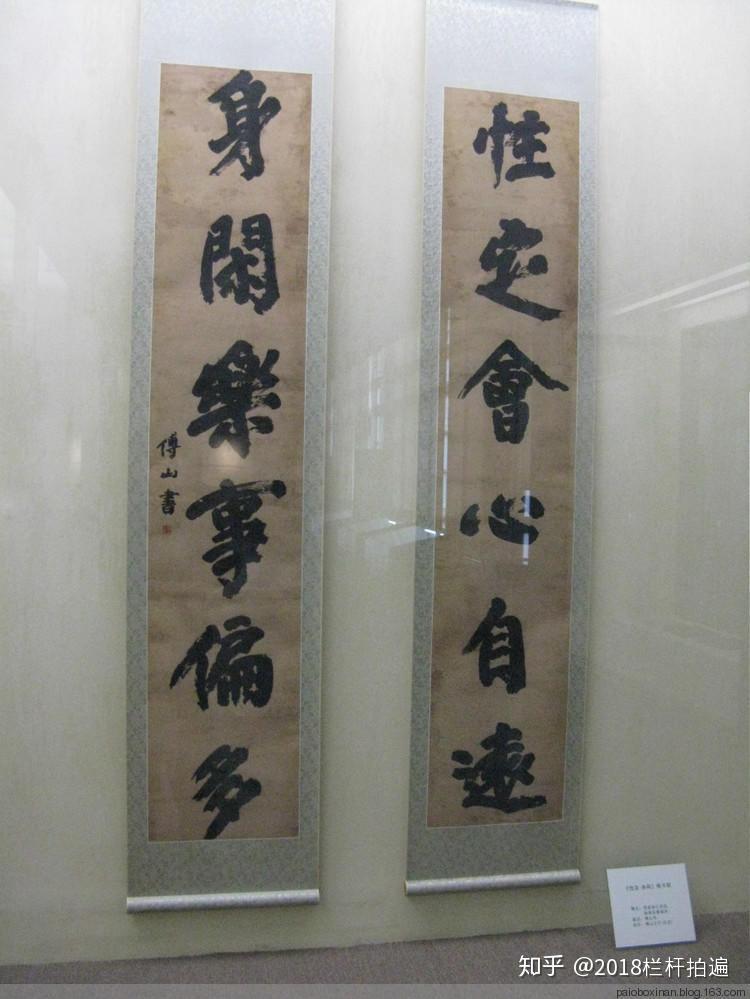 性定會心自遠
身閑樂事偏多
傅山書
知乎 @2018栏杆拍遍
paioboxinan.blog.163.com